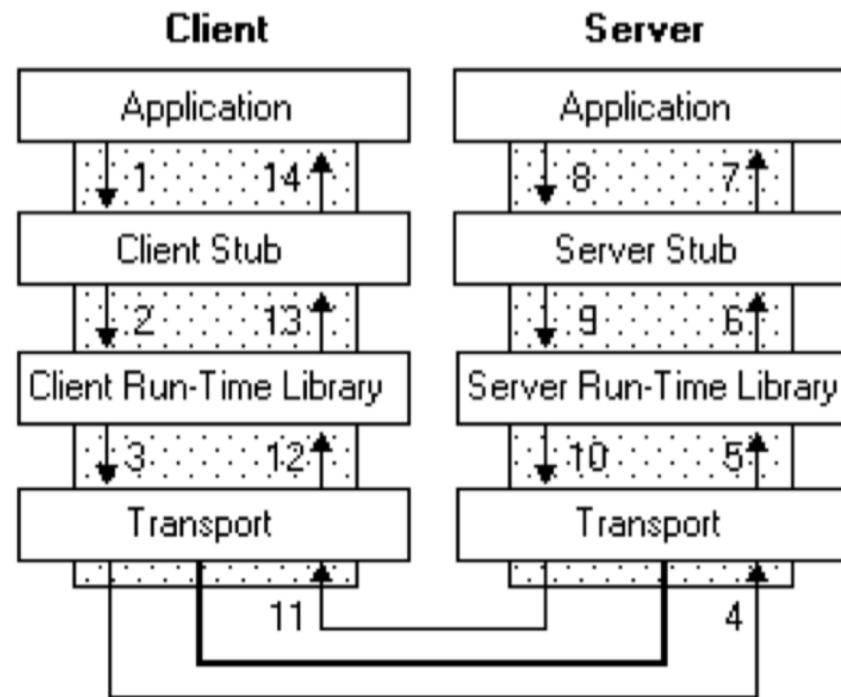 Client Server
Application Application
1 14 8 7
Client Stub Server Stub
2 13 9 6
Client Run-Time Library Server Run-Time Library
3 12 10 5
Transport Transport
11 4